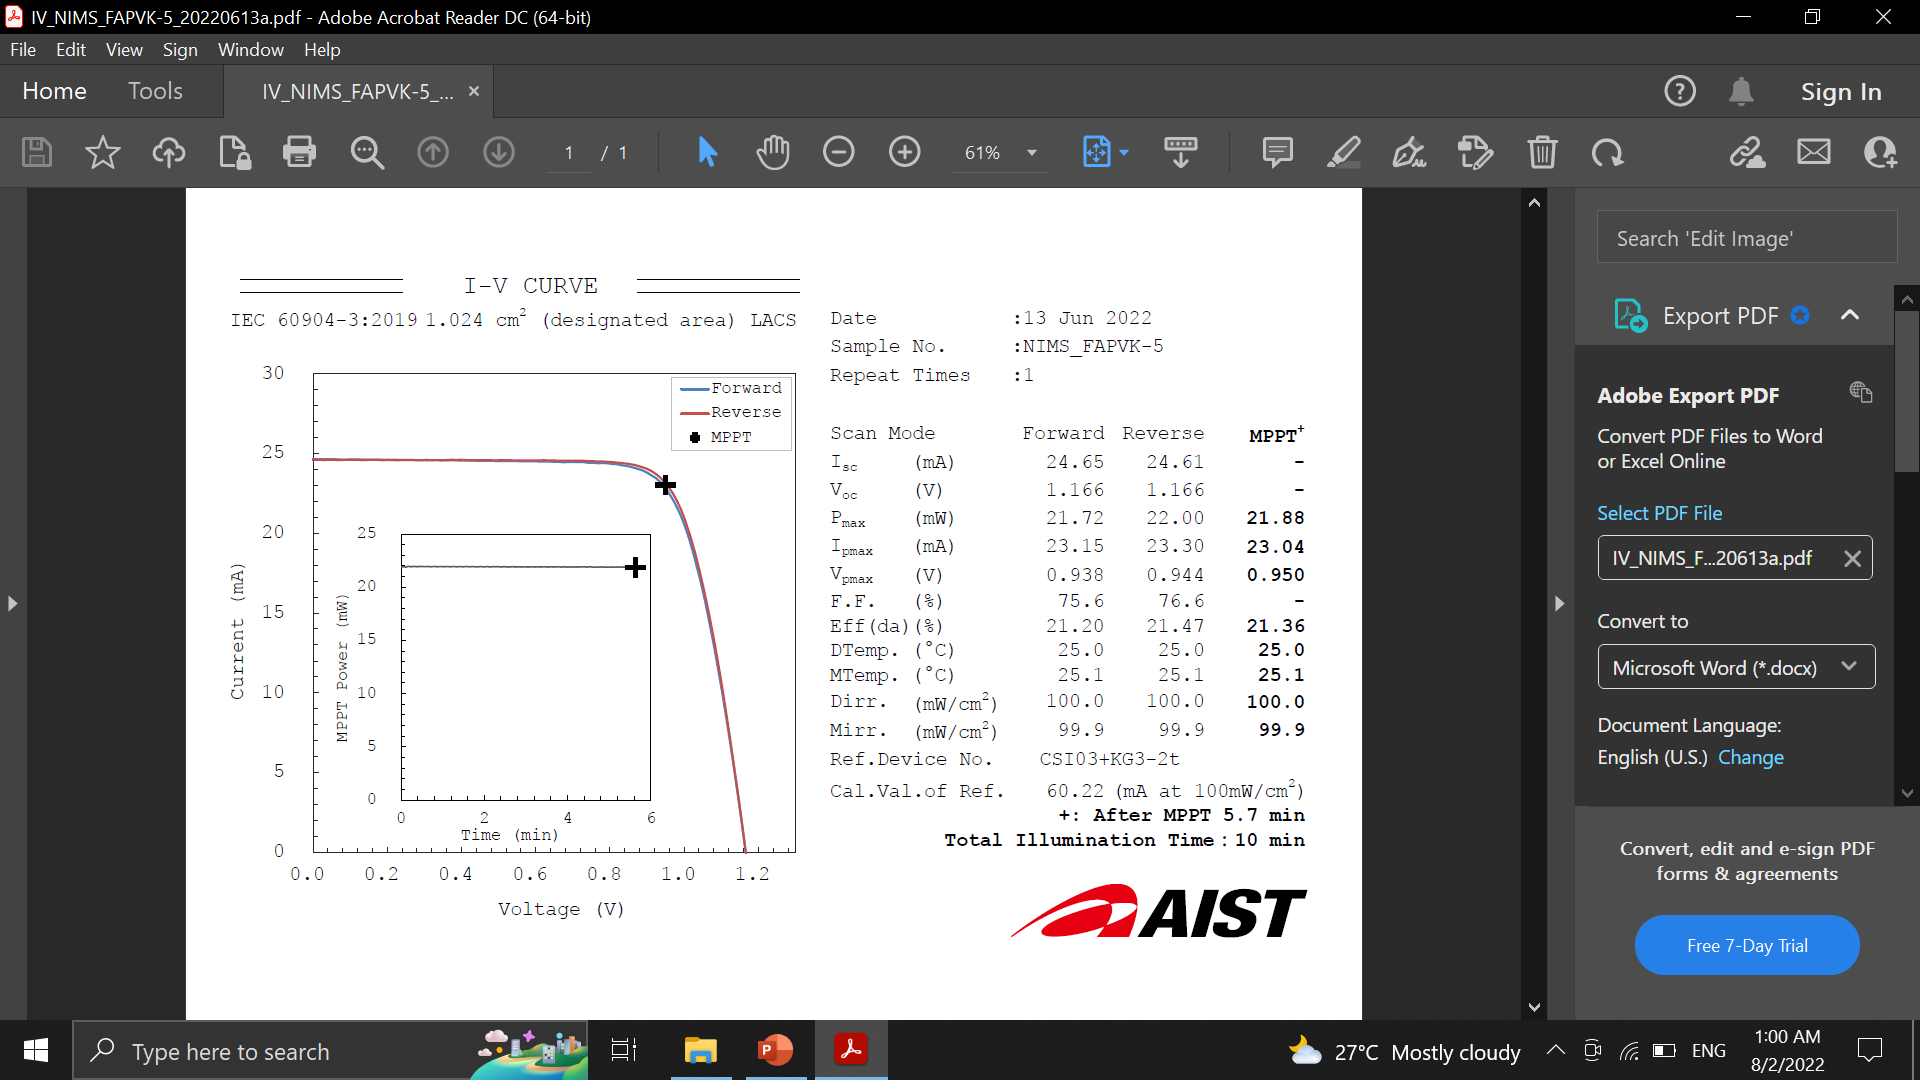 IV_NIMS_FAPVK-5_20220613a.pdf - Adobe Acrobat Reader DC (64-bit)
File Edit View Sign Window Help
Home Tools IV_NIMS_FAPVK-5_... × Sign In
1 / 1 61%
I-V CURVE
IEC 60904-3:2019 1.024 cm² (designated area) LACS
30
25
20
15
10
5
0
Current (mA)
0.0 0.2 0.4 0.6 0.8 1.0 1.2
Voltage (V)
Forward
Reverse
MPPT
25
20
15
10
5
0
MPPT Power (mW)
0 2 4 6
Time (min)
Date :13 Jun 2022
Sample No. :NIMS_FAPVK-5
Repeat Times :1
Scan Mode Forward Reverse MPPT⁺
Isc (mA) 24.65 24.61 -
Voc (V) 1.166 1.166 -
Pmax (mW) 21.72 22.00 21.88
Ipmax (mA) 23.15 23.30 23.04
Vpmax (V) 0.938 0.944 0.950
F.F. (%) 75.6 76.6 -
Eff(da)(%) 21.20 21.47 21.36
DTemp. (°C) 25.0 25.0 25.0
MTemp. (°C) 25.1 25.1 25.1
Dirr. (mW/cm²) 100.0 100.0 100.0
Mirr. (mW/cm²) 99.9 99.9 99.9
Ref.Device No. CSI03+KG3-2t
Cal.Val.of Ref. 60.22 (mA at 100mW/cm²)
+: After MPPT 5.7 min
Total Illumination Time : 10 min
AIST
Search 'Edit Image'
Export PDF
Adobe Export PDF
Convert PDF Files to Word
or Excel Online
Select PDF File
IV_NIMS_F...20613a.pdf
Convert to
Microsoft Word (*.docx)
Document Language:
English (U.S.) Change
Convert, edit and e-sign PDF
forms & agreements
Free 7-Day Trial
Type here to search
27°C Mostly cloudy
ENG
1:00 AM
8/2/2022